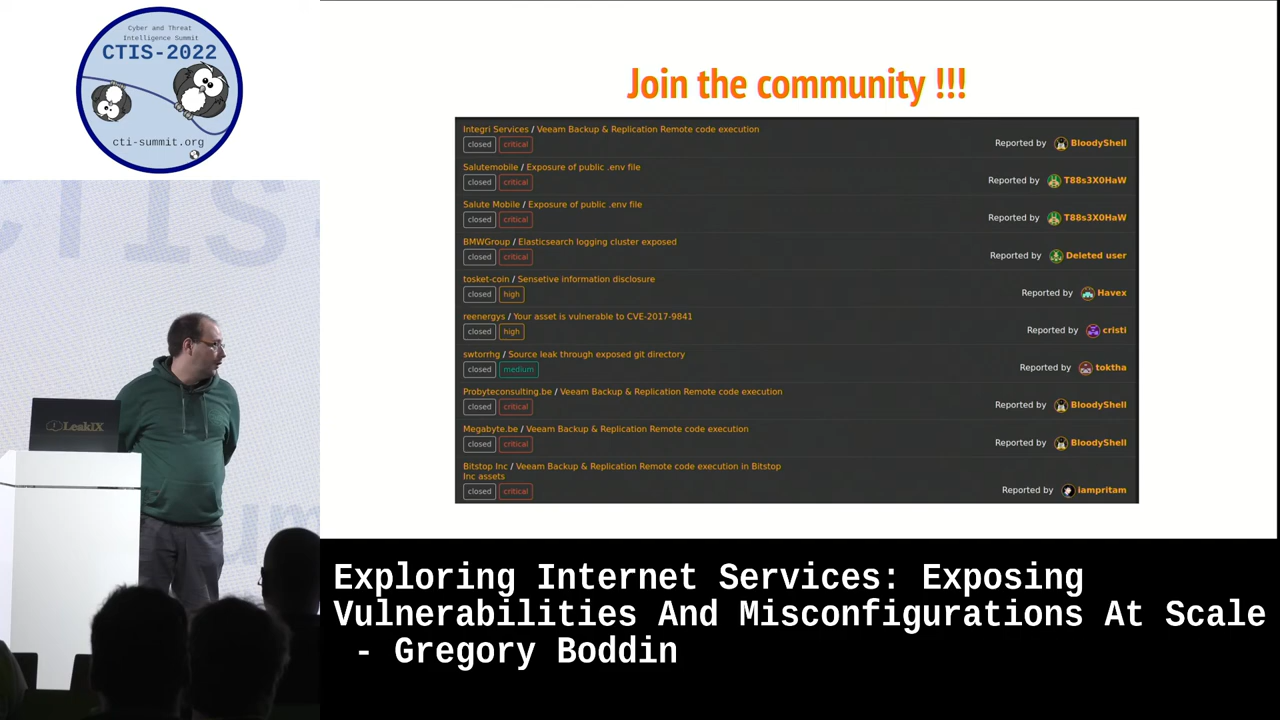 Cyber and Threat
Intelligence Summit
CTIS-2022
cti-summit.org
CTIS
LeakIX
Join the community !!!
Integri Services / Veeam Backup & Replication Remote code execution
closed critical
Reported by BloodyShell
Salutemobile / Exposure of public .env file
closed critical
Reported by T88s3X0HaW
Salute Mobile / Exposure of public .env file
closed critical
Reported by T88s3X0HaW
BMWGroup / Elasticsearch logging cluster exposed
closed critical
Reported by Deleted user
tosket-coin / Sensetive information disclosure
closed high
Reported by Havex
reenergys / Your asset is vulnerable to CVE-2017-9841
closed high
Reported by cristi
swtorrhg / Source leak through exposed git directory
closed medium
Reported by toktha
Probyteconsulting.be / Veeam Backup & Replication Remote code execution
closed critical
Reported by BloodyShell
Megabyte.be / Veeam Backup & Replication Remote code execution
closed critical
Reported by BloodyShell
Bitstop Inc / Veeam Backup & Replication Remote code execution in Bitstop
Inc assets
closed critical
Reported by iampritam
Exploring Internet Services: Exposing
Vulnerabilities And Misconfigurations At Scale
- Gregory Boddin